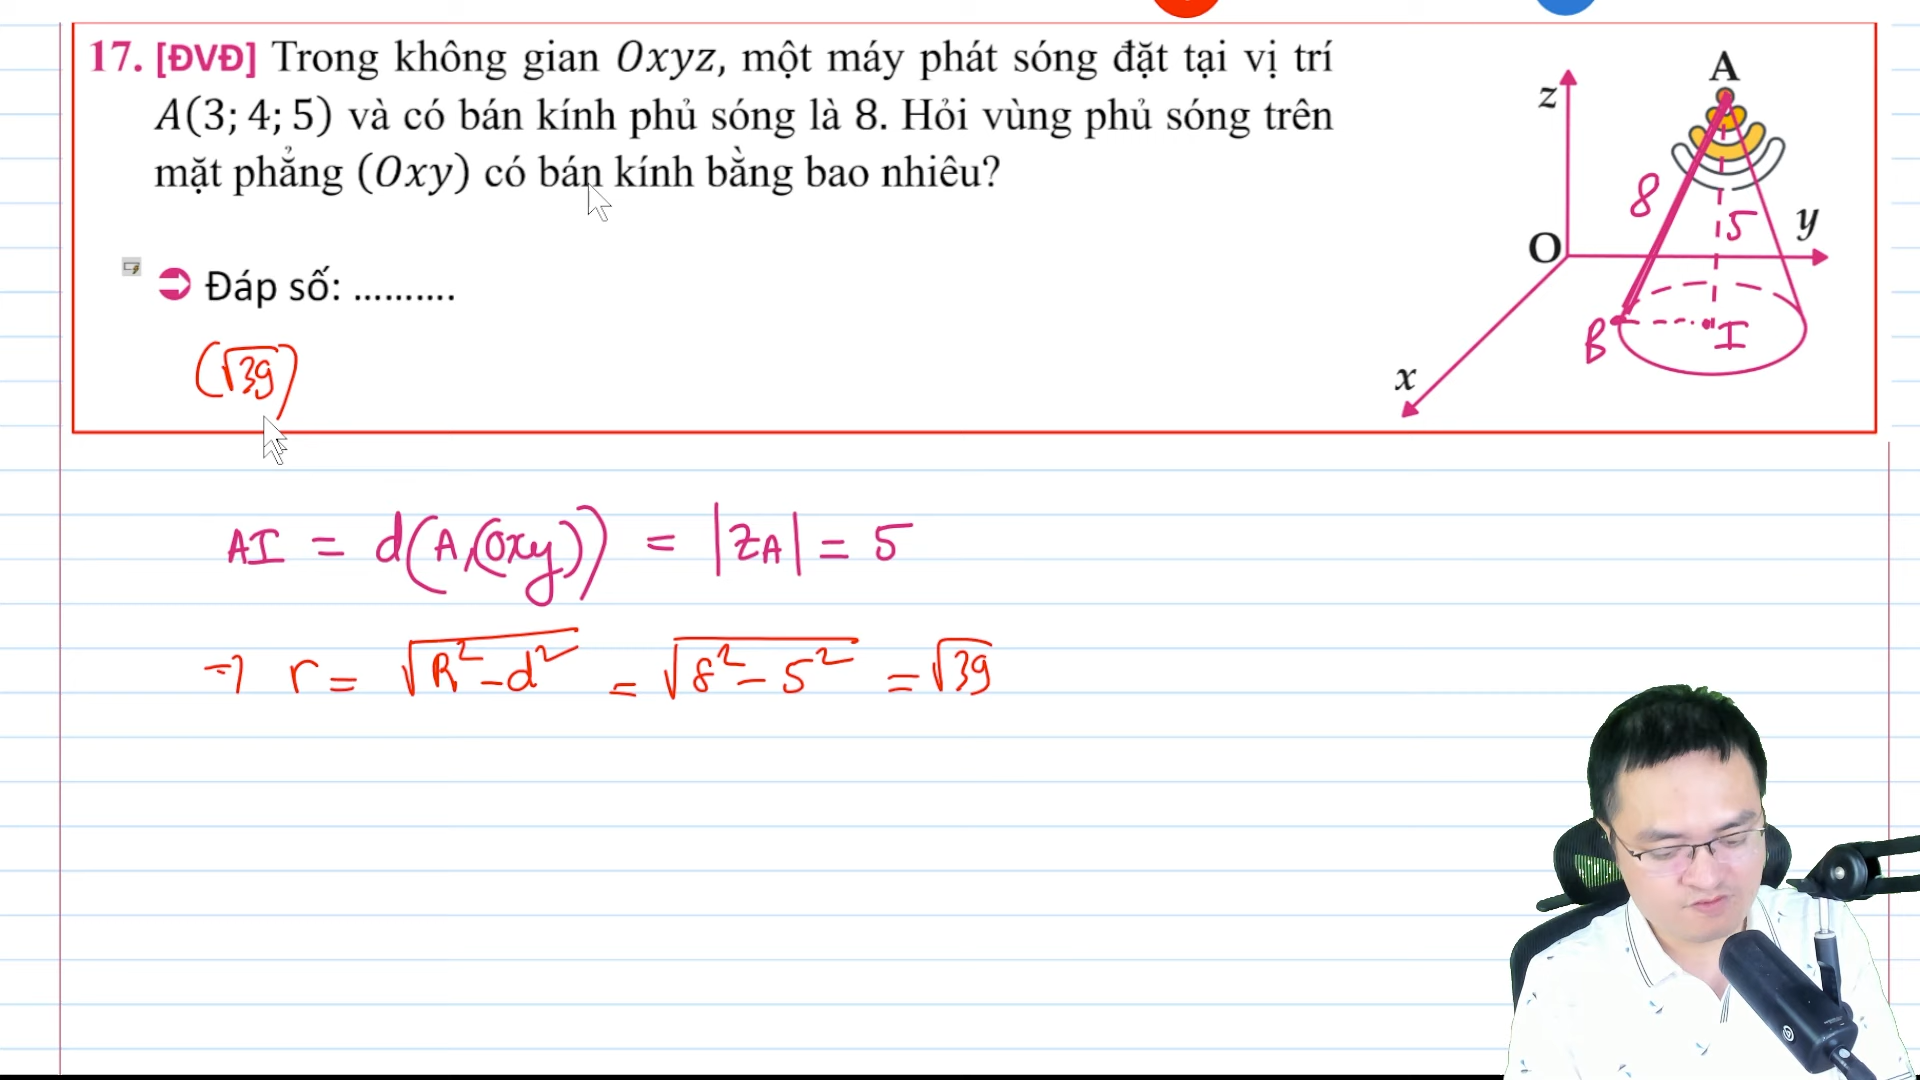 17. [ĐVĐ] Trong không gian Oxyz, một máy phát sóng đặt tại vị trí
A(3; 4; 5) và có bán kính phủ sóng là 8. Hỏi vùng phủ sóng trên
mặt phẳng (Oxy) có bán kính bằng bao nhiêu?
Đáp số: ..........
(√39)
A
z
8
5
y
O
B
I
x
AI = d(A,(Oxy)) = |zA| = 5
⇒ r = √R² - d² = √8² - 5² = √39